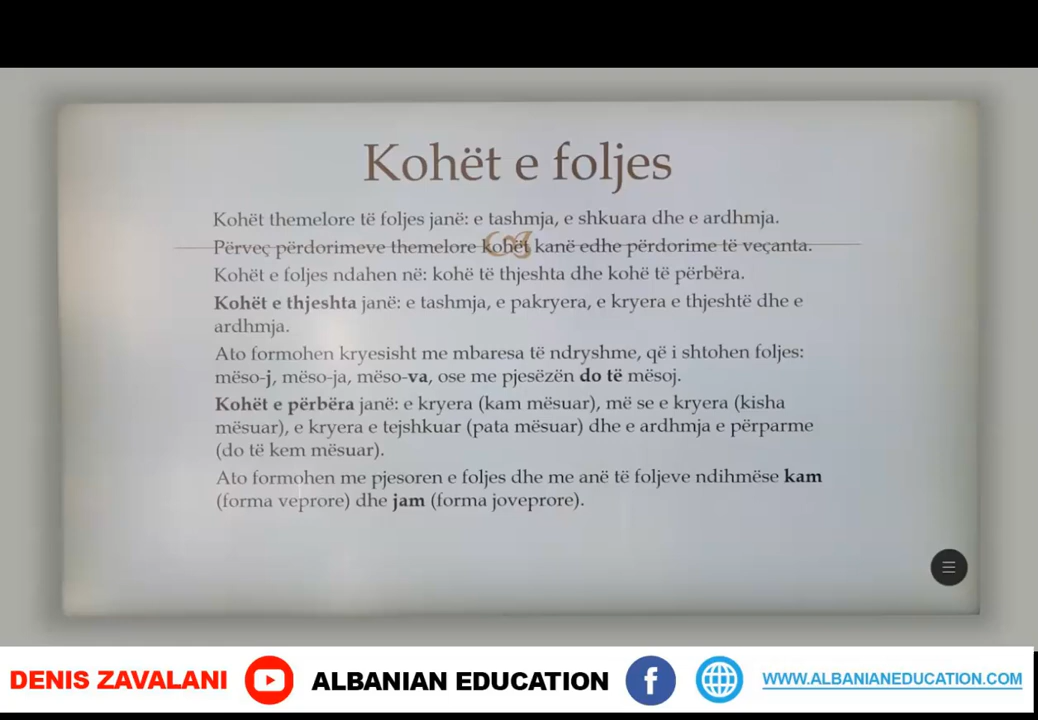 Kohët e foljes
Kohët themelore të foljes janë: e tashmja, e shkuara dhe e ardhmja.
Përveç përdorimeve themelore kohët kanë edhe përdorime të veçanta.
Kohët e foljes ndahen në: kohë të thjeshta dhe kohë të përbëra.
Kohët e thjeshta janë: e tashmja, e pakryera, e kryera e thjeshtë dhe e
ardhmja.
Ato formohen kryesisht me mbaresa të ndryshme, që i shtohen foljes:
mëso-j, mëso-ja, mëso-va, ose me pjesëzën do të mësoj.
Kohët e përbëra janë: e kryera (kam mësuar), më se e kryera (kisha
mësuar), e kryera e tejshkuar (pata mësuar) dhe e ardhmja e përparme
(do të kem mësuar).
Ato formohen me pjesoren e foljes dhe me anë të foljeve ndihmëse kam
(forma veprore) dhe jam (forma joveprore).
DENIS ZAVALANI ALBANIAN EDUCATION f WWW.ALBANIANEDUCATION.COM